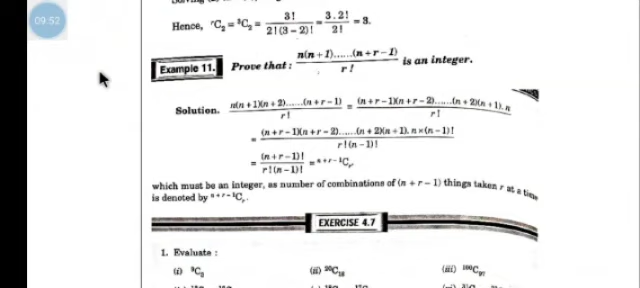 09:52
Hence, ʳC₂ = ³C₂ = 3! / 2!(3 – 2)! = 3.2! / 2! = 3.
Example 11. Prove that : n(n + 1)......(n + r – 1) / r! is an integer.
Solution. n(n + 1)(n + 2)......(n + r – 1) / r! = (n + r – 1)(n + r – 2)......(n + 2)(n + 1). n / r!
= (n + r – 1)(n + r – 2)......(n + 2)(n + 1). n × (n – 1)! / r!(n – 1)!
= (n + r – 1)! / r!(n – 1)! = ⁿ⁺ʳ⁻¹Cᵣ,
which must be an integer, as number of combinations of (n + r – 1) things taken r at a time
is denoted by ⁿ⁺ʳ⁻¹Cᵣ.
EXERCISE 4.7
1. Evaluate :
(i) (ii) ²⁰C₁₈ (iii) ¹⁰⁰C₉₇